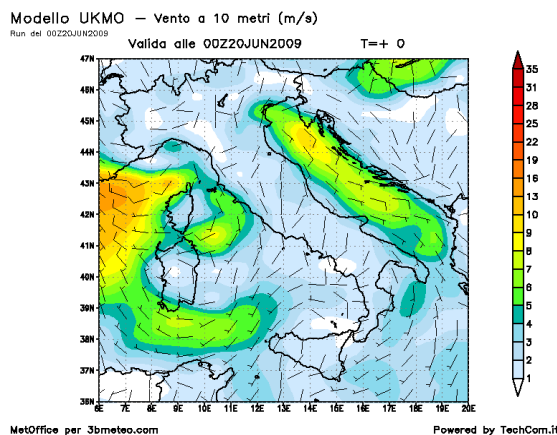 Modello UKMO – Vento a 10 metri (m/s)
Run del 00Z20JUN2009
Valida alle 00Z20JUN2009 T=+ 0
47N
46N
45N
44N
43N
42N
41N
40N
39N
38N
37N
36N
6E 7E 8E 9E 10E 11E 12E 13E 14E 15E 16E 17E 18E 19E 20E
35
31
28
25
22
19
16
13
10
9
8
7
6
5
4
3
2
1
MetOffice per 3bmeteo.com
Powered by TechCom.it